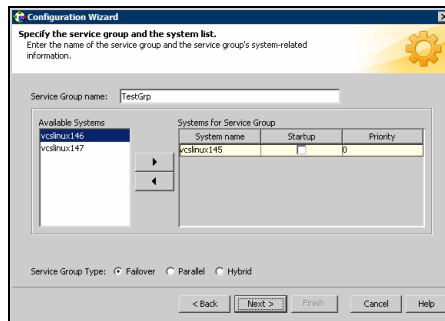 Configuration Wizard
Specify the service group and the system list.
Enter the name of the service group and the service group's system-related
information.
Service Group name: TestGrp
Available Systems
vcslinux146
vcslinux147
Systems for Service Group
System name Startup Priority
vcslinux145 0
Service Group Type: Failover Parallel Hybrid
< Back Next > Finish Cancel Help